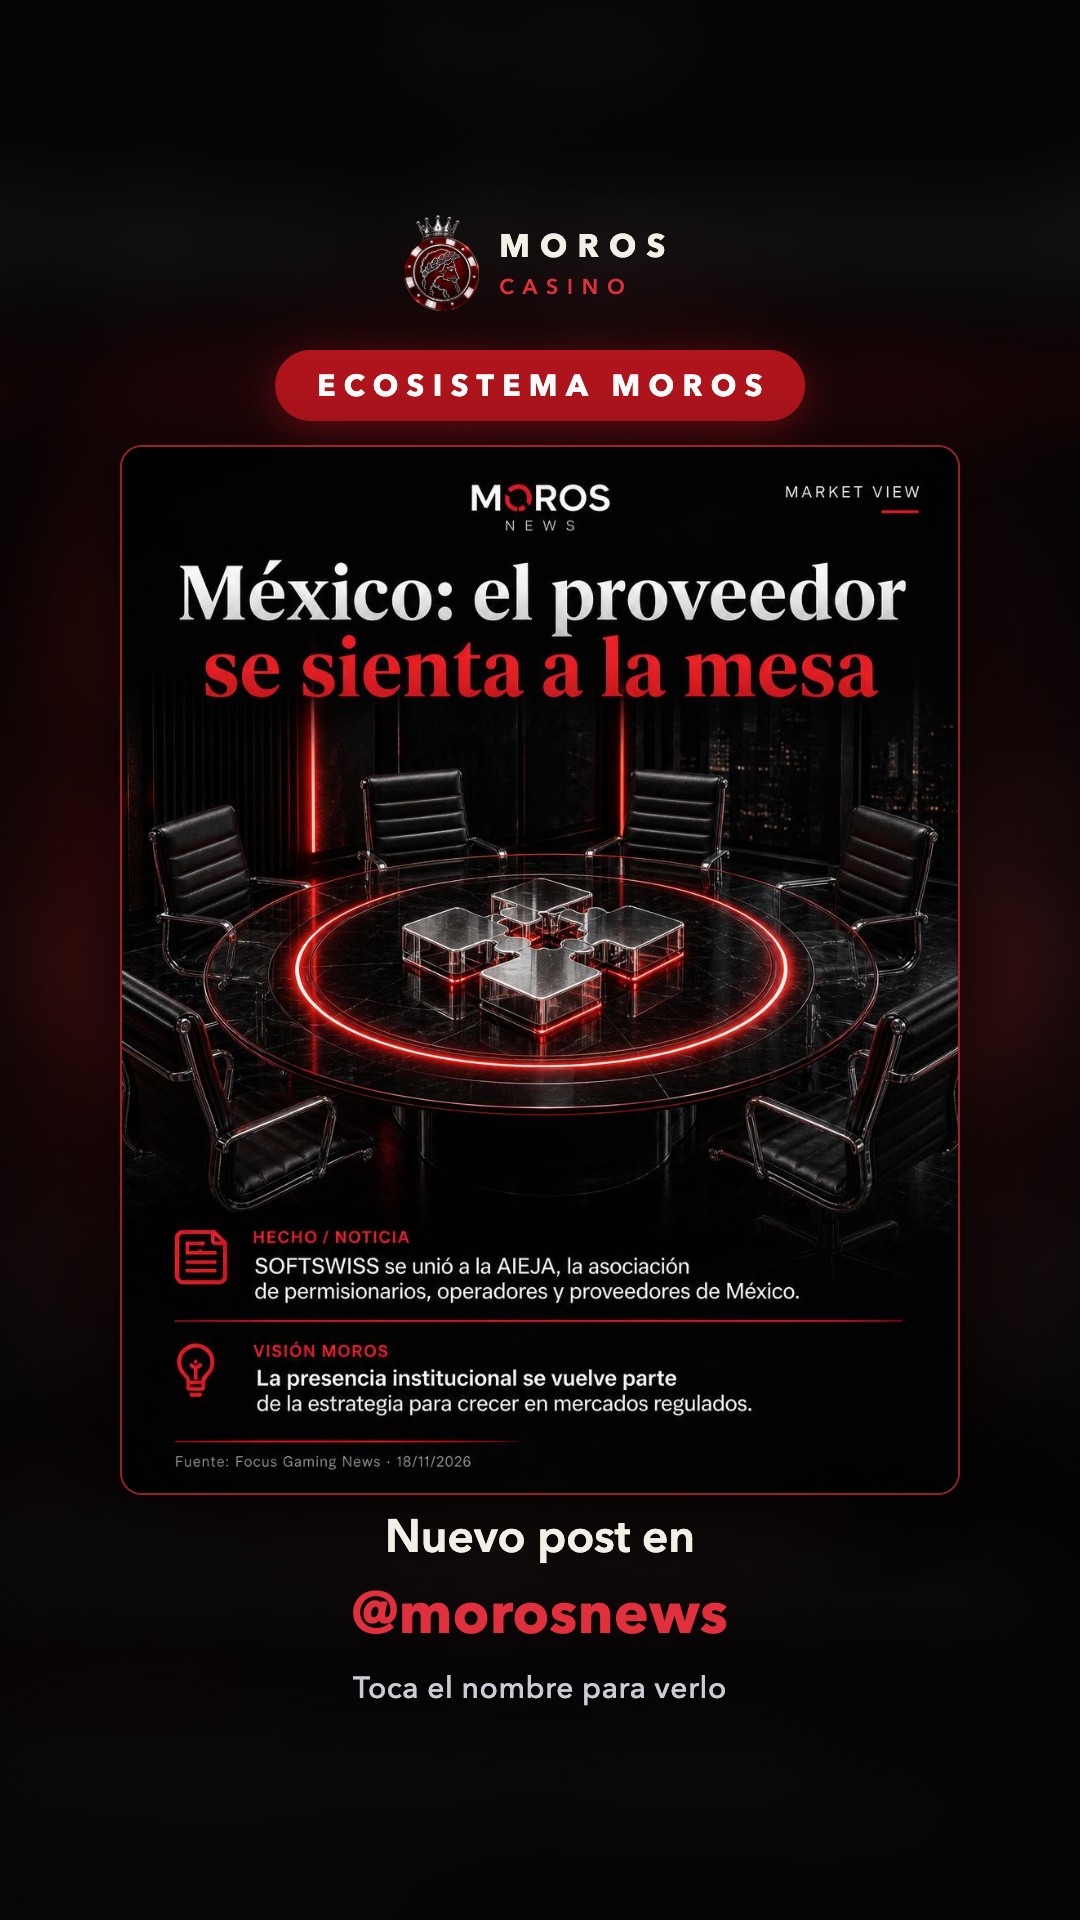 MOROS
CASINO
ECOSISTEMA MOROS
MOROS
NEWS
MARKET VIEW
México: el proveedor
se sienta a la mesa
HECHO / NOTICIA
SOFTSWISS se unió a la AIEJA, la asociación
de permisionarios, operadores y proveedores de México.
VISIÓN MOROS
La presencia institucional se vuelve parte
de la estrategia para crecer en mercados regulados.
Fuente: Focus Gaming News · 18/11/2026
Nuevo post en
@morosnews
Toca el nombre para verlo